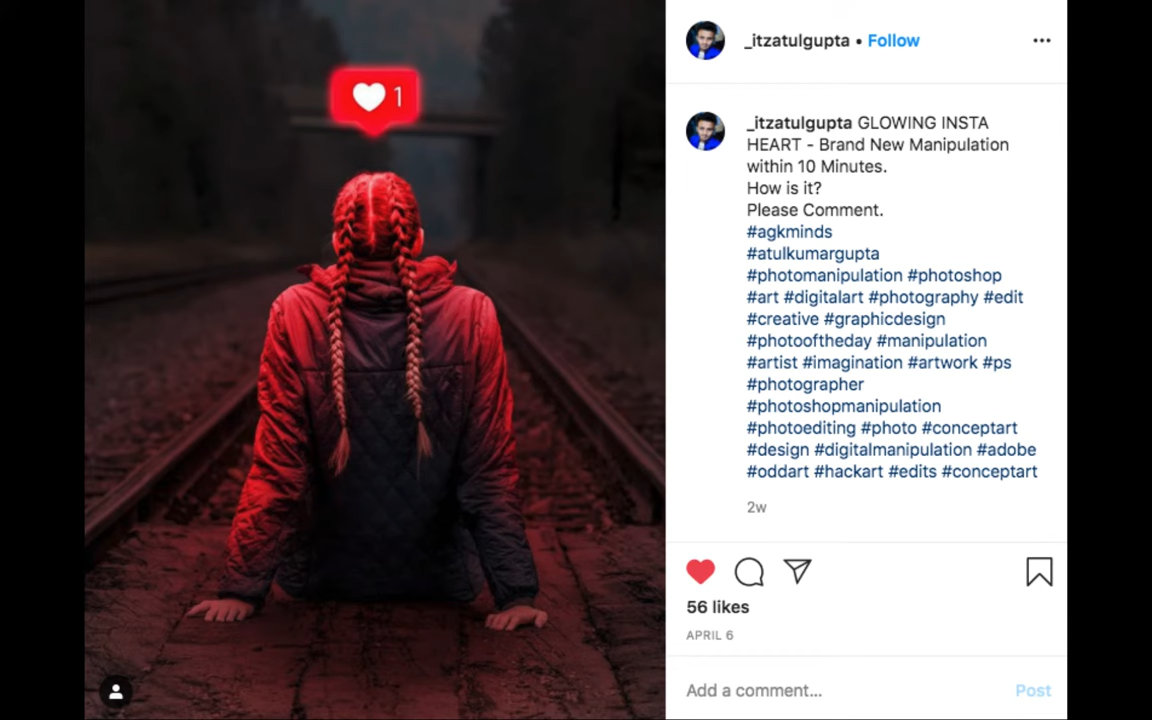 1
_itzatulgupta • Follow
_itzatulgupta GLOWING INSTA
HEART - Brand New Manipulation
within 10 Minutes.
How is it?
Please Comment.
#agkminds
#atulkumargupta
#photomanipulation #photoshop
#art #digitalart #photography #edit
#creative #graphicdesign
#photooftheday #manipulation
#artist #imagination #artwork #ps
#photographer
#photoshopmanipulation
#photoediting #photo #conceptart
#design #digitalmanipulation #adobe
#oddart #hackart #edits #conceptart
2w
56 likes
APRIL 6
Add a comment... Post